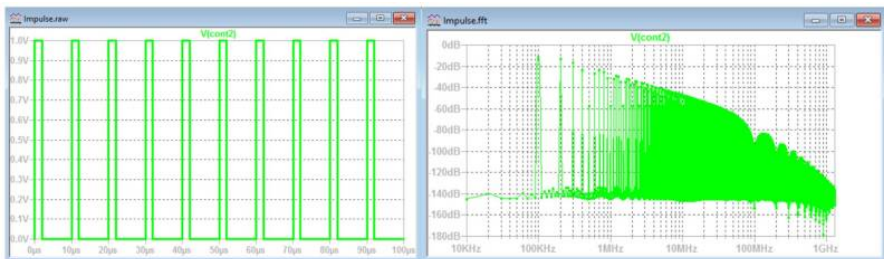 Impulse.raw
V(cont2)
1.0V
0.9V
0.8V
0.7V
0.6V
0.5V
0.4V
0.3V
0.2V
0.1V
0.0V
0µs 10µs 20µs 30µs 40µs 50µs 60µs 70µs 80µs 90µs 100µs
Impulse.fft
V(cont2)
0dB
-20dB
-40dB
-60dB
-80dB
-100dB
-120dB
-140dB
-160dB
-180dB
10KHz 100KHz 1MHz 10MHz 100MHz 1GHz